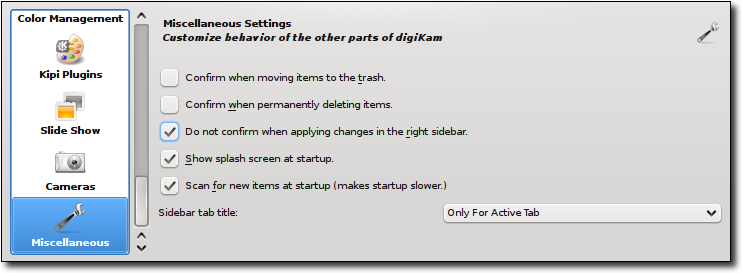 Color Management
Kipi Plugins
Slide Show
Cameras
Miscellaneous
Miscellaneous Settings
Customize behavior of the other parts of digiKam
Confirm when moving items to the trash.
Confirm when permanently deleting items.
Do not confirm when applying changes in the right sidebar.
Show splash screen at startup.
Scan for new items at startup (makes startup slower.)
Sidebar tab title:
Only For Active Tab